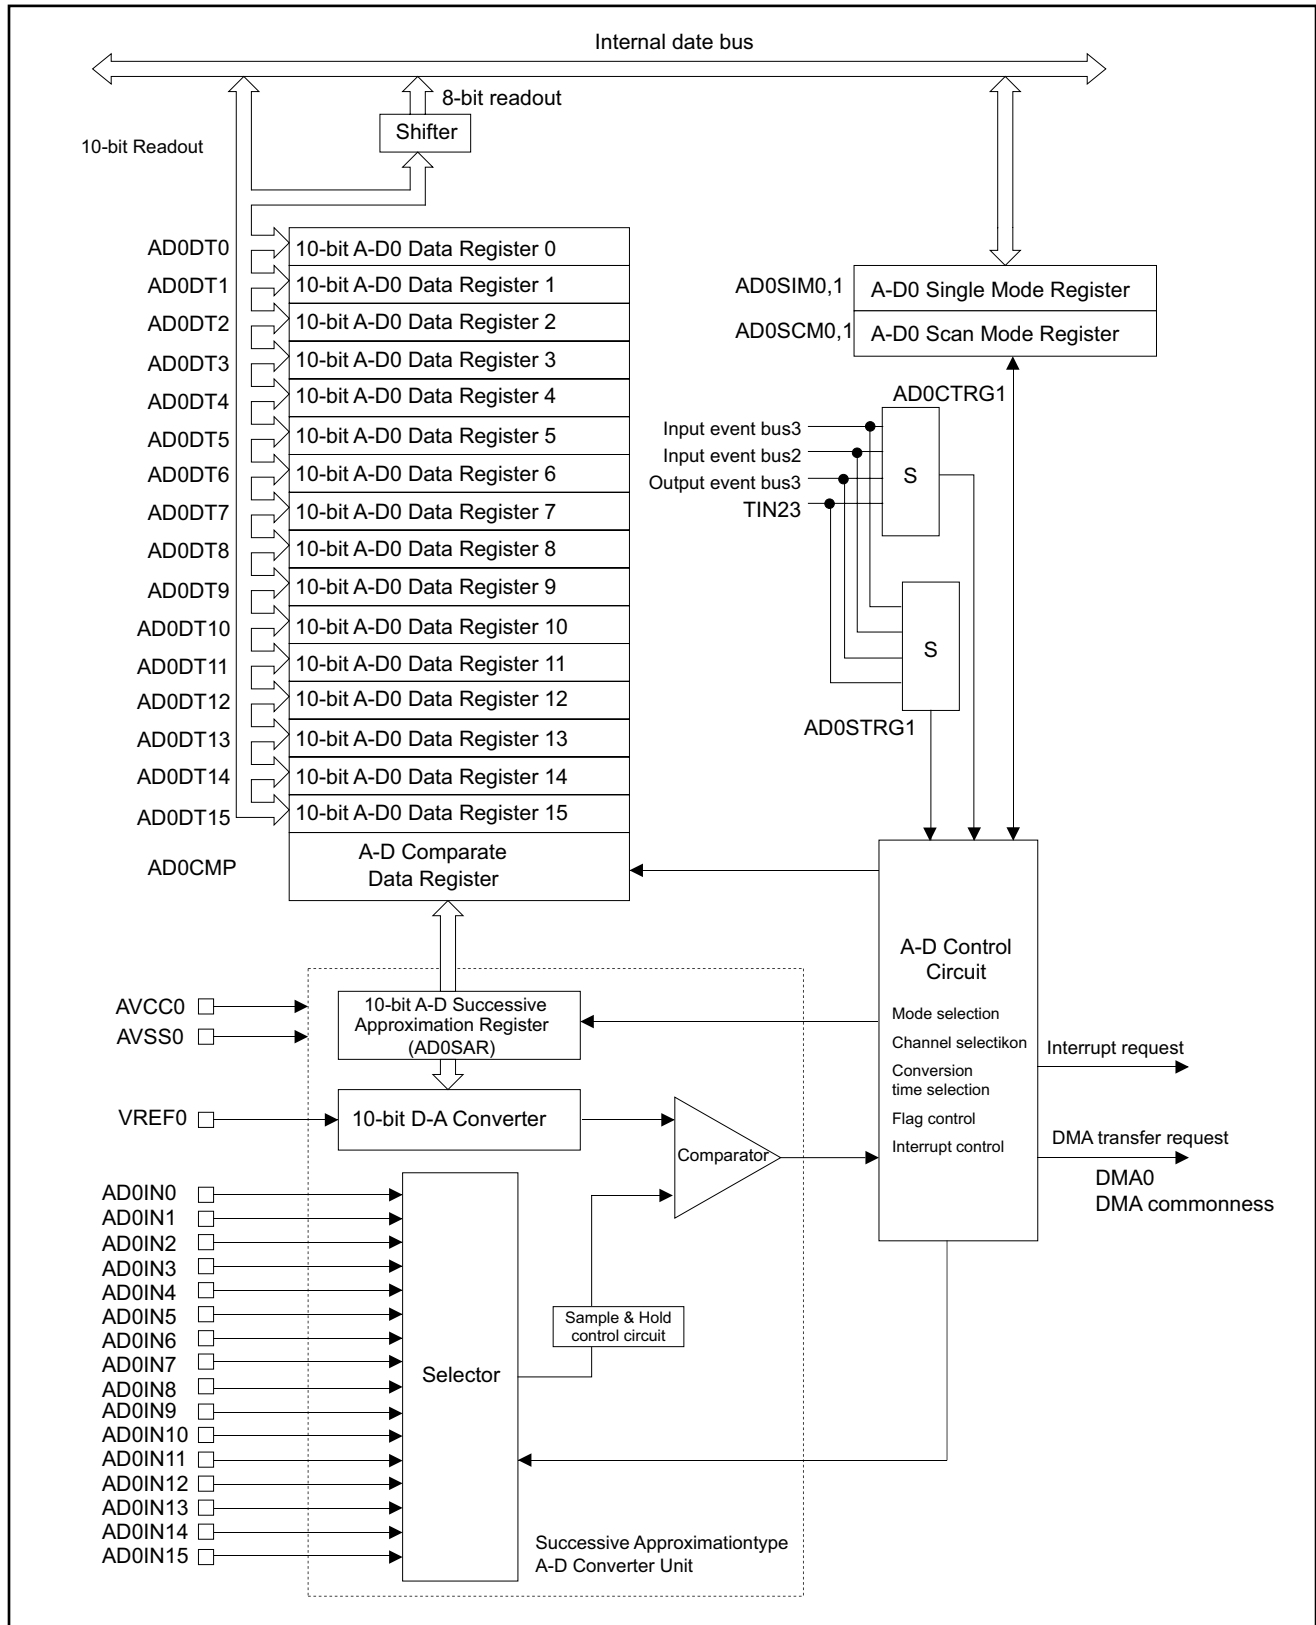 Internal date bus
8-bit readout
Shifter
10-bit Readout
AD0DT0
10-bit A-D0 Data Register 0
AD0DT1
10-bit A-D0 Data Register 1
AD0DT2
10-bit A-D0 Data Register 2
AD0DT3
10-bit A-D0 Data Register 3
AD0DT4
10-bit A-D0 Data Register 4
AD0DT5
10-bit A-D0 Data Register 5
AD0DT6
10-bit A-D0 Data Register 6
AD0DT7
10-bit A-D0 Data Register 7
AD0DT8
10-bit A-D0 Data Register 8
AD0DT9
10-bit A-D0 Data Register 9
AD0DT10
10-bit A-D0 Data Register 10
AD0DT11
10-bit A-D0 Data Register 11
AD0DT12
10-bit A-D0 Data Register 12
AD0DT13
10-bit A-D0 Data Register 13
AD0DT14
10-bit A-D0 Data Register 14
AD0DT15
10-bit A-D0 Data Register 15
AD0CMP
A-D Comparate
Data Register
AD0SIM0,1
A-D0 Single Mode Register
AD0SCM0,1
A-D0 Scan Mode Register
AD0CTRG1
Input event bus3
Input event bus2
Output event bus3
TIN23
S
S
AD0STRG1
A-D Control
Circuit
Mode selection
Channel selectikon
Conversion
time selection
Flag control
Interrupt control
Interrupt request
DMA transfer request
DMA0
DMA commonness
AVCC0
AVSS0
10-bit A-D Successive
Approximation Register
(AD0SAR)
VREF0
10-bit D-A Converter
Comparator
AD0IN0
AD0IN1
AD0IN2
AD0IN3
AD0IN4
AD0IN5
AD0IN6
AD0IN7
AD0IN8
AD0IN9
AD0IN10
AD0IN11
AD0IN12
AD0IN13
AD0IN14
AD0IN15
Selector
Sample & Hold
control circuit
Successive Approximationtype
A-D Converter Unit